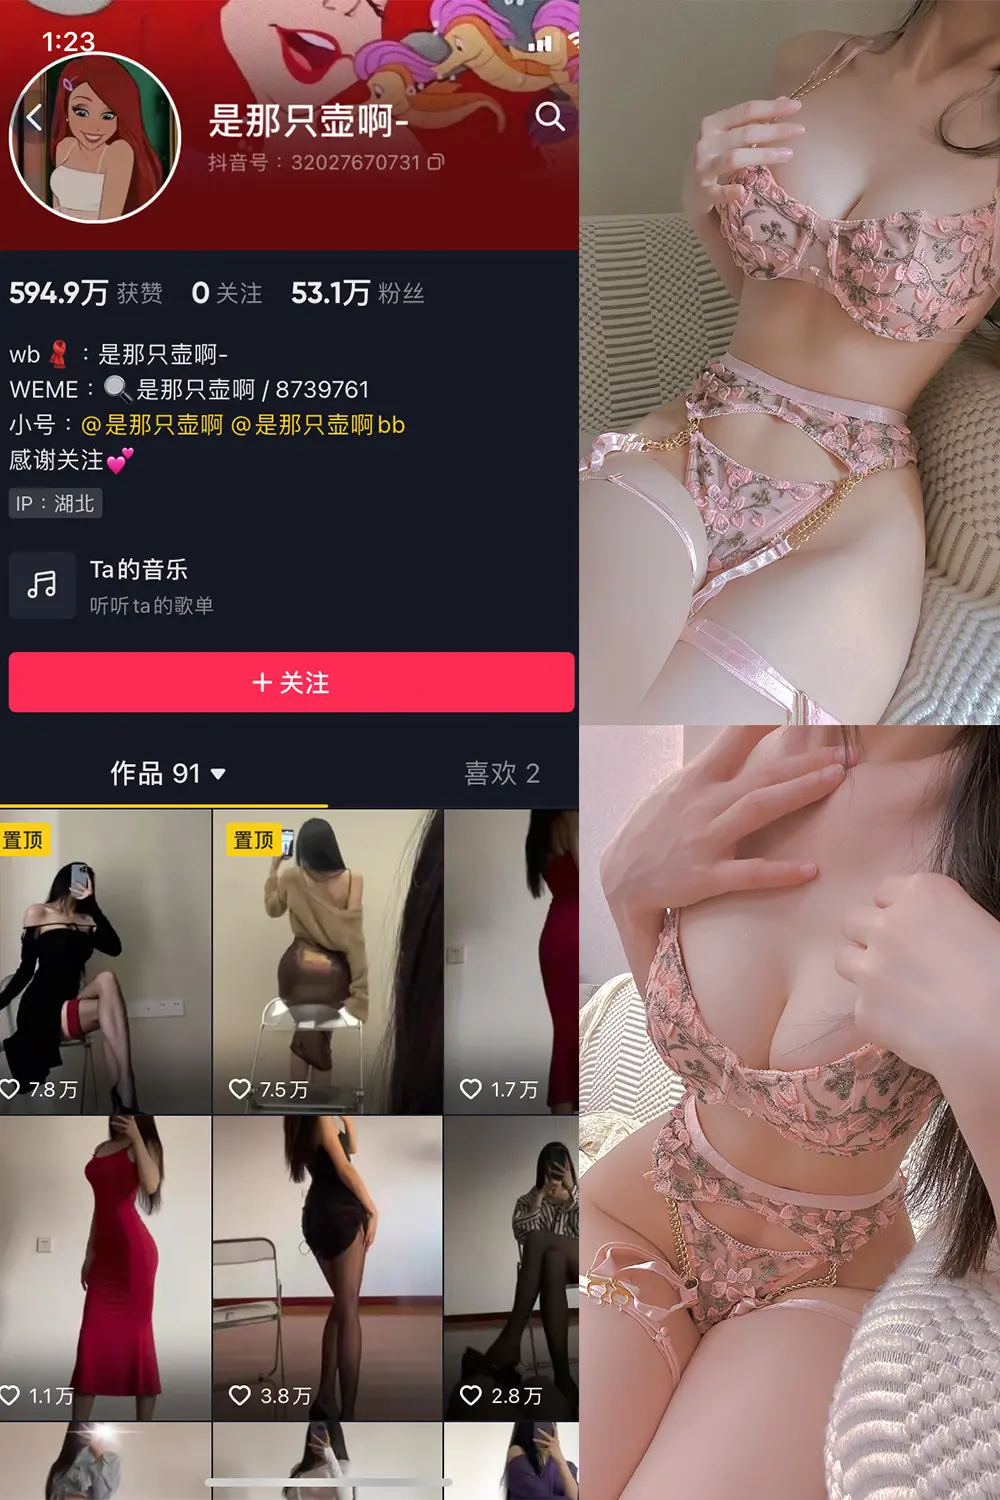 1:23
是那只壶啊-
抖音号：32027670731
594.9万 获赞 0 关注 53.1万 粉丝
wb：是那只壶啊-
WEME：是那只壶啊 / 8739761
小号：@是那只壶啊 @是那只壶啊bb
感谢关注
IP：湖北
Ta的音乐
听听ta的歌单
+ 关注
作品 91 喜欢 2
置顶 置顶
7.8万 7.5万 1.7万
1.1万 3.8万 2.8万